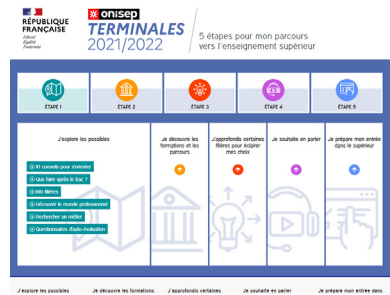 RÉPUBLIQUE
FRANÇAISE
Liberté
Égalité
Fraternité
onisep
TERMINALES
2021/2022
5 étapes pour mon parcours
vers l'enseignement supérieur
ÉTAPE 1
ÉTAPE 2
ÉTAPE 3
ÉTAPE 4
ÉTAPE 5
J'explore les possibles
10 conseils pour s'orienter
Que faire après le bac ?
Info filières
Découvrir le monde professionnel
Rechercher un métier
Questionnaires d'auto-évaluation
Je découvre les
formations et les
parcours
J'approfondis certaines
filières pour éclairer
mes choix
Je souhaite en parler
Je prépare mon entrée
dans le supérieur
J'explore les possibles
Je découvre les formations
J'approfondis certaines
Je souhaite en parler
Je prépare mon entrée dans